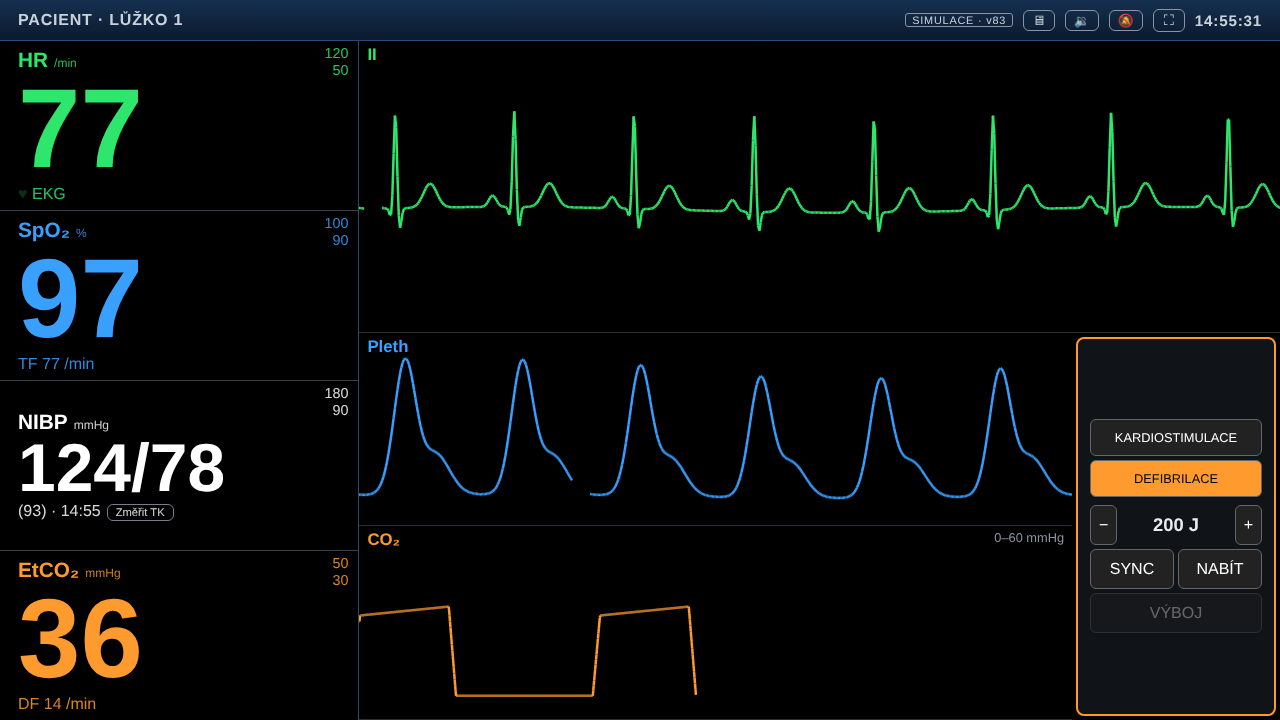 PACIENT · LŮŽKO 1
SIMULACE · v83
14:55:31
HR /min
120
50
77
♥ EKG
SpO₂ %
100
90
97
TF 77 /min
180
90
NIBP mmHg
124/78
(93) · 14:55 Změřit TK
EtCO₂ mmHg
50
30
36
DF 14 /min
II
Pleth
CO₂
0–60 mmHg
KARDIOSTIMULACE
DEFIBRILACE
− 200 J +
SYNC NABÍT
VÝBOJ